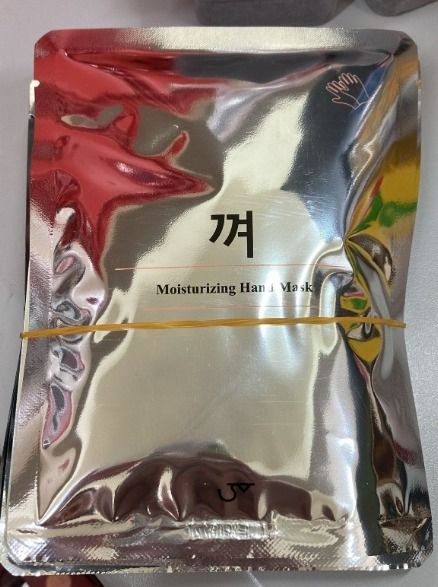 껴
Moisturizing Hand Mask